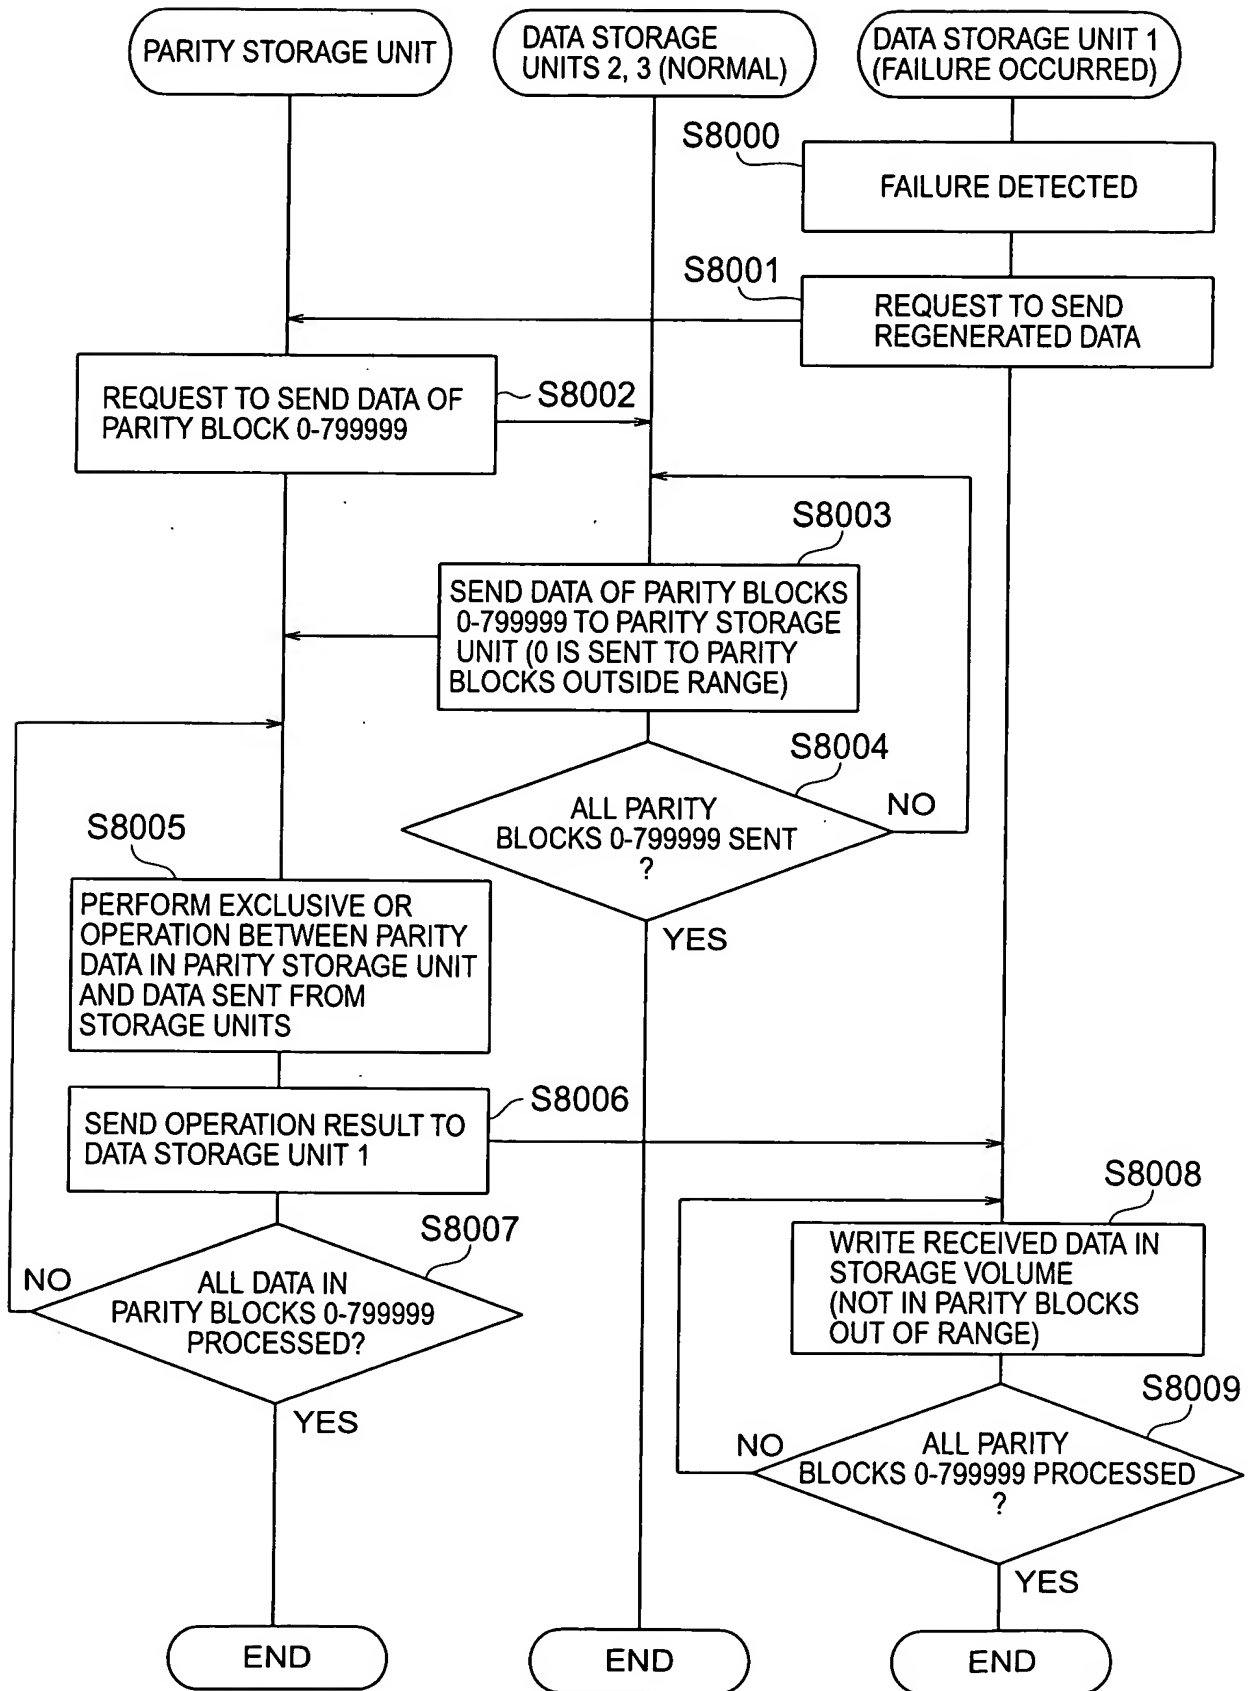 PARITY STORAGE UNIT
DATA STORAGE
UNITS 2, 3 (NORMAL)
DATA STORAGE UNIT 1
(FAILURE OCCURRED)
S8000
FAILURE DETECTED
S8001
REQUEST TO SEND
REGENERATED DATA
REQUEST TO SEND DATA OF
PARITY BLOCK 0-799999
S8002
S8003
SEND DATA OF PARITY BLOCKS
0-799999 TO PARITY STORAGE
UNIT (0 IS SENT TO PARITY
BLOCKS OUTSIDE RANGE)
S8004
ALL PARITY
BLOCKS 0-799999 SENT
?
NO
YES
S8005
PERFORM EXCLUSIVE OR
OPERATION BETWEEN PARITY
DATA IN PARITY STORAGE UNIT
AND DATA SENT FROM
STORAGE UNITS
S8006
SEND OPERATION RESULT TO
DATA STORAGE UNIT 1
S8007
NO
ALL DATA IN
PARITY BLOCKS 0-799999
PROCESSED?
YES
S8008
WRITE RECEIVED DATA IN
STORAGE VOLUME
(NOT IN PARITY BLOCKS
OUT OF RANGE)
S8009
NO
ALL PARITY
BLOCKS 0-799999 PROCESSED
?
YES
END
END
END